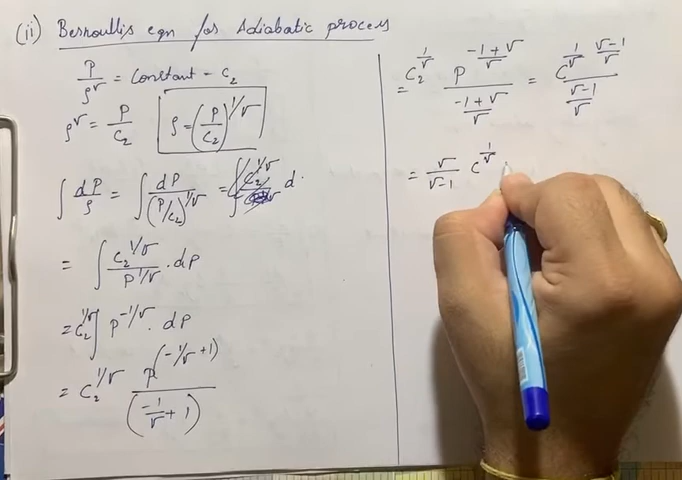 (ii) Bernoullis eqn for Adiabatic process
P/ρ^γ = Constant - C₂
ρ^γ = P/C₂ ρ = (P/C₂)^1/γ
∫ dP/ρ = ∫ dP/(P/C₂)^1/γ = ∫ d
= ∫ C₂^1/γ / P^1/γ . dP
= C₂^1/γ ∫ P^-1/γ . dP
= C₂^1/γ P^(-1/γ + 1) / (-1/γ + 1)
= C₂^1/γ P^(-1+γ)/γ / (-1+γ)/γ = C^1/γ ^(γ-1)/γ / (γ-1)/γ
= γ/(γ-1) C^1/γ